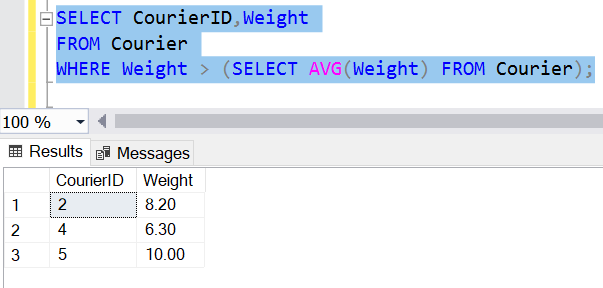 SELECT CourierID,Weight
FROM Courier
WHERE Weight > (SELECT AVG(Weight) FROM Courier);
100 %
Results Messages
CourierID Weight
1 2 8.20
2 4 6.30
3 5 10.00